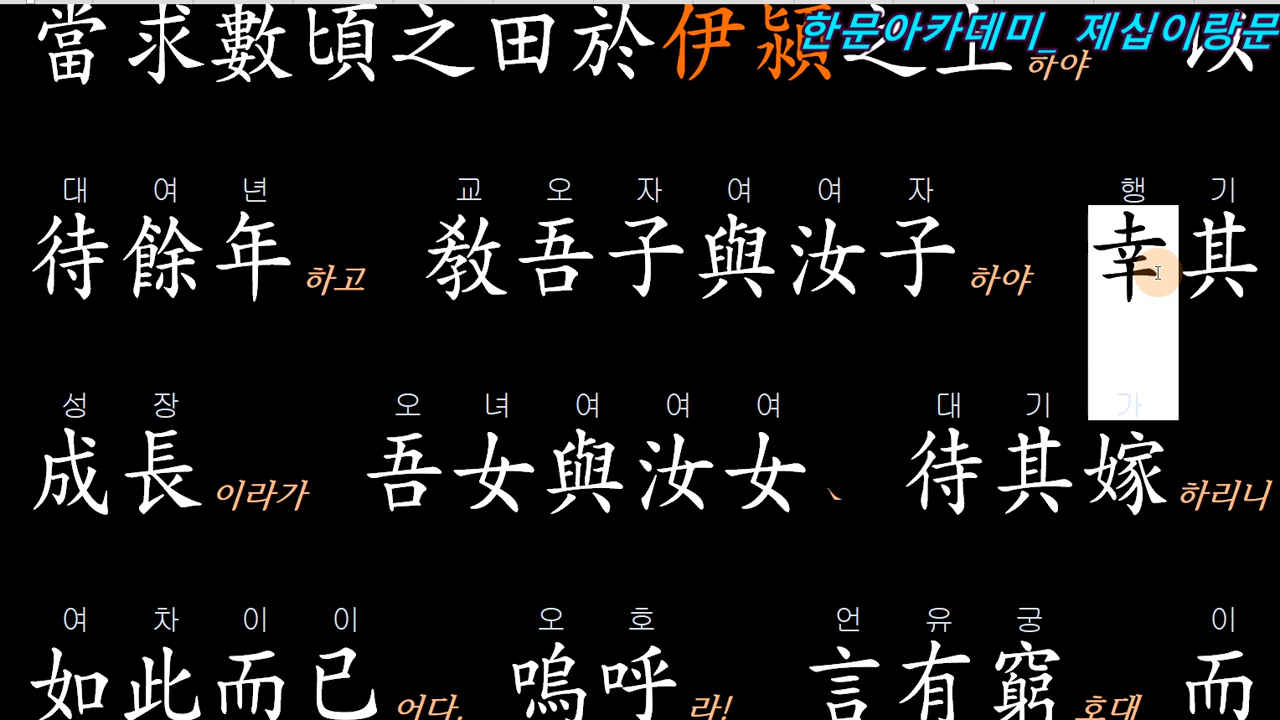 한문아카데미_ 제십이랑문
當求數頃之田於伊潁之上하야 以
대여년 교오자여여자 행기
待餘年하고 教吾子與汝子하야 幸其
성장 오녀여여여 대기가
成長이라가 吾女與汝女、 待其嫁하리니
여차이이 오호 언유궁 이
如此而已어다. 嗚呼라! 言有窮호대 而